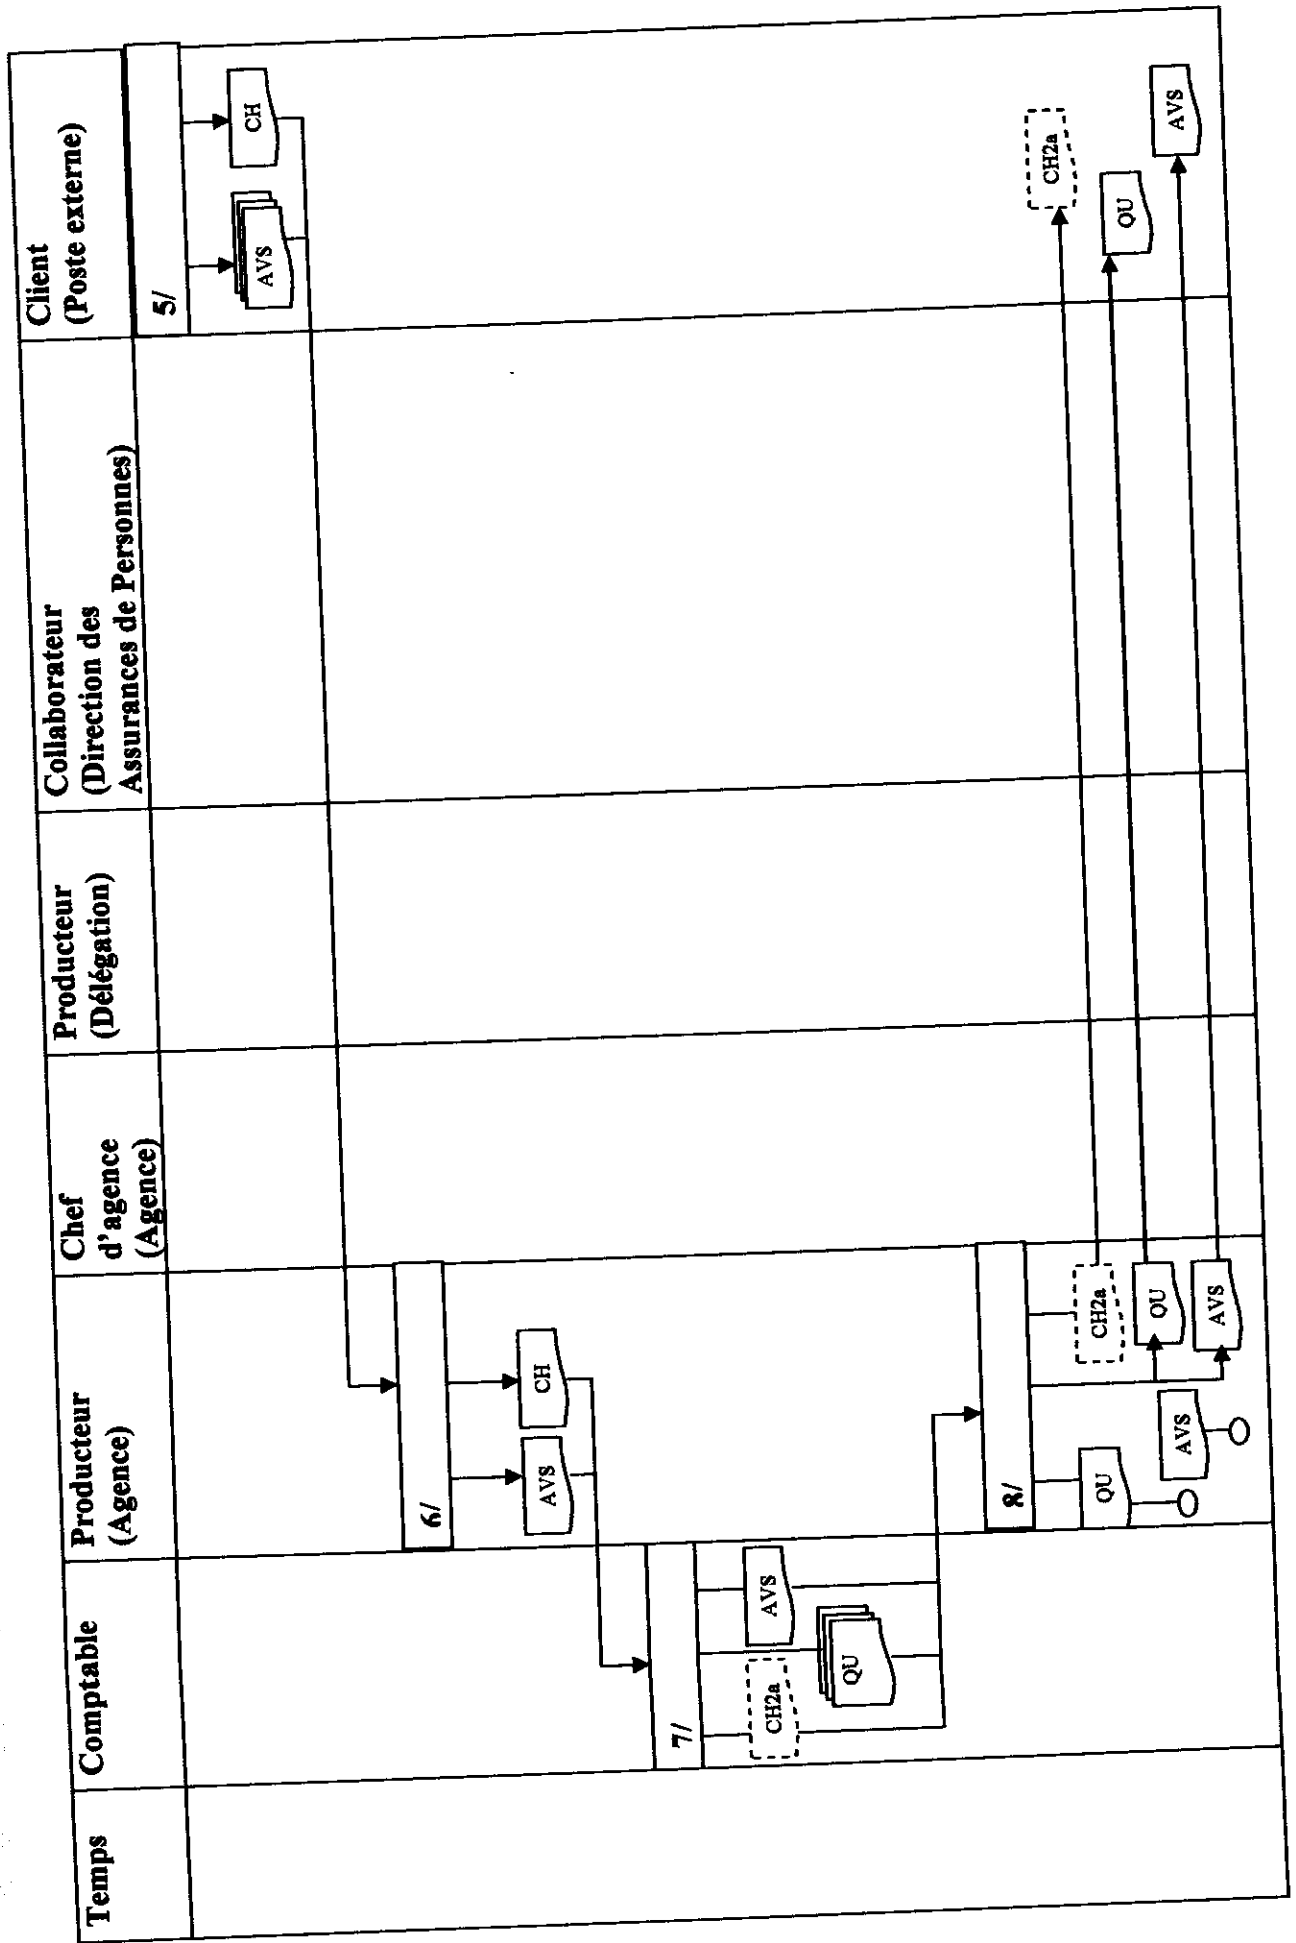 Temps
Comptable
Producteur
(Agence)
Chef
d'agence
(Agence)
Producteur
(Délégation)
Collaborateur
(Direction des
Assurances de Personnes)
Client
(Poste externe)
5/
AVS
CH
6/
AVS
CH
7/
CH2a
QU
AVS
8/
QU
AVS
CH2a
QU
AVS
CH2a
QU
AVS